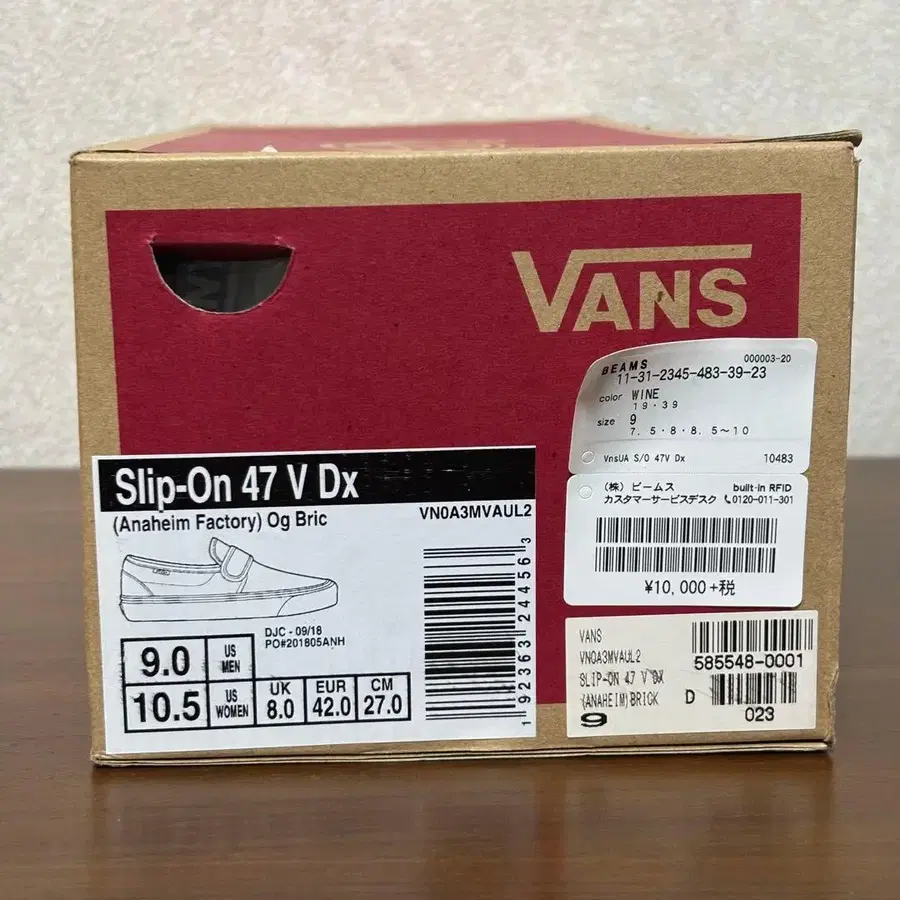 VANS
BEAMS 000003-20
11-31-2345-483-39-23
color WINE
19・39
size 9
7.5・8・8.5〜10
VnsUA S/O 47V Dx 10483
(株) ビームス built-in RFID
カスタマーサービスデスク 0120-011-301
¥10,000+税
Slip-On 47 V Dx
(Anaheim Factory) Og Bric VN0A3MVAUL2
DJC - 09/18
PO#201805ANH
9.0 US MEN
10.5 US WOMEN
UK 8.0
EUR 42.0
CM 27.0
1 92363 24456 3
VANS
VN0A3MVAUL2 585548-0001
SLIP-ON 47 V DX
(ANAHEIM)BRICK D
9 023